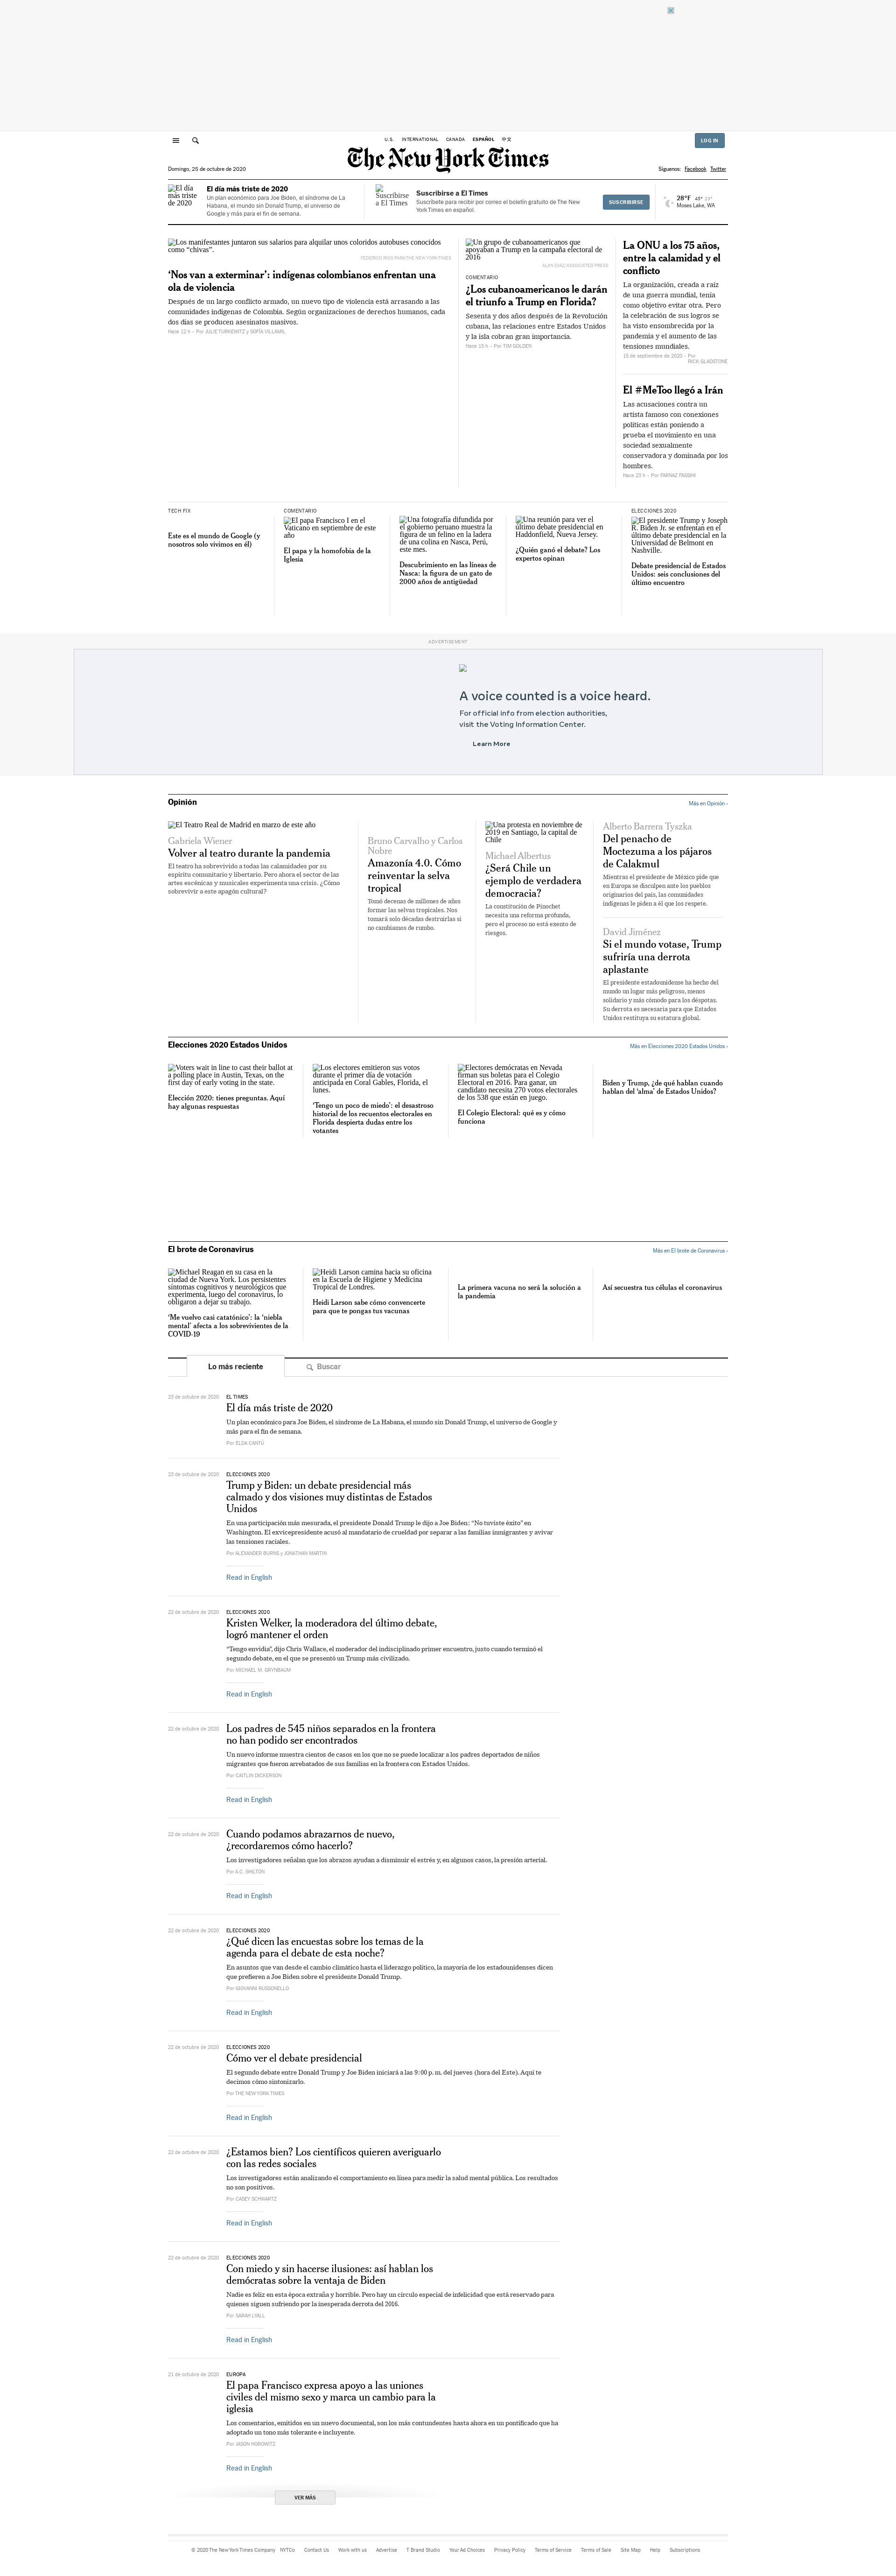 U.S.
INTERNATIONAL
CANADA
ESPAÑOL
中文
LOG IN
The New York Times
Domingo, 25 de octubre de 2020
Síguenos:
Facebook
Twitter
El día más triste de 2020
El día más triste de 2020
Un plan económico para Joe Biden, el síndrome de La
Habana, el mundo sin Donald Trump, el universo de
Google y más para el fin de semana.
Suscribirse a El Times
Suscribirse a El Times
Suscríbete para recibir por correo el boletín gratuito de The New
York Times en español.
SUSCRIBIRSE
28°F
45° 23°
Moses Lake, WA
Los manifestantes juntaron sus salarios para alquilar unos coloridos autobuses conocidos
como “chivas”.
FEDERICO RIOS PARA THE NEW YORK TIMES
‘Nos van a exterminar’: indígenas colombianos enfrentan una
ola de violencia
Después de un largo conflicto armado, un nuevo tipo de violencia está arrasando a las
comunidades indígenas de Colombia. Según organizaciones de derechos humanos, cada
dos días se producen asesinatos masivos.
Hace 12 h – Por JULIE TURKEWITZ y SOFÍA VILLAMIL
Un grupo de cubanoamericanos que
apoyaban a Trump en la campaña electoral de
2016
ALAN DIAZ/ASSOCIATED PRESS
COMENTARIO
¿Los cubanoamericanos le darán
el triunfo a Trump en Florida?
Sesenta y dos años después de la Revolución
cubana, las relaciones entre Estados Unidos
y la isla cobran gran importancia.
Hace 15 h – Por TIM GOLDEN
La ONU a los 75 años,
entre la calamidad y el
conflicto
La organización, creada a raíz
de una guerra mundial, tenía
como objetivo evitar otra. Pero
la celebración de sus logros se
ha visto ensombrecida por la
pandemia y el aumento de las
tensiones mundiales.
15 de septiembre de 2020 – Por
RICK GLADSTONE
El #MeToo llegó a Irán
Las acusaciones contra un
artista famoso con conexiones
políticas están poniendo a
prueba el movimiento en una
sociedad sexualmente
conservadora y dominada por los
hombres.
Hace 23 h – Por FARNAZ FASSIHI
TECH FIX
Este es el mundo de Google (y
nosotros solo vivimos en él)
COMENTARIO
El papa Francisco I en el
Vaticano en septiembre de este
año
El papa y la homofobia de la
Iglesia
Una fotografía difundida por
el gobierno peruano muestra la
figura de un felino en la ladera
de una colina en Nasca, Perú,
este mes.
Descubrimiento en las líneas de
Nasca: la figura de un gato de
2000 años de antigüedad
Una reunión para ver el
último debate presidencial en
Haddonfield, Nueva Jersey.
¿Quién ganó el debate? Los
expertos opinan
ELECCIONES 2020
El presidente Trump y Joseph
R. Biden Jr. se enfrentan en el
último debate presidencial en la
Universidad de Belmont en
Nashville.
Debate presidencial de Estados
Unidos: seis conclusiones del
último encuentro
ADVERTISEMENT
A voice counted is a voice heard.
For official info from election authorities,
visit the Voting Information Center.
Learn More
Opinión
Más en Opinión ›
El Teatro Real de Madrid en marzo de este año
Gabriela Wiener
Volver al teatro durante la pandemia
El teatro ha sobrevivido a todas las calamidades por su
espíritu comunitario y libertario. Pero ahora el sector de las
artes escénicas y musicales experimenta una crisis. ¿Cómo
sobrevivir a este apagón cultural?
Bruno Carvalho y Carlos
Nobre
Amazonía 4.0. Cómo
reinventar la selva
tropical
Tomó decenas de millones de años
formar las selvas tropicales. Nos
tomará solo décadas destruirlas si
no cambiamos de rumbo.
Una protesta en noviembre de
2019 en Santiago, la capital de
Chile
Michael Albertus
¿Será Chile un
ejemplo de verdadera
democracia?
La constitución de Pinochet
necesita una reforma profunda,
pero el proceso no está exento de
riesgos.
Alberto Barrera Tyszka
Del penacho de
Moctezuma a los pájaros
de Calakmul
Mientras el presidente de México pide que
en Europa se disculpen ante los pueblos
originarios del país, las comunidades
indígenas le piden a él que los respete.
David Jiménez
Si el mundo votase, Trump
sufriría una derrota
aplastante
El presidente estadounidense ha hecho del
mundo un lugar más peligroso, menos
solidario y más cómodo para los déspotas.
Su derrota es necesaria para que Estados
Unidos restituya su estatura global.
Elecciones 2020 Estados Unidos
Más en Elecciones 2020 Estados Unidos ›
Voters wait in line to cast their ballot at
a polling place in Austin, Texas, on the
first day of early voting in the state.
Elección 2020: tienes preguntas. Aquí
hay algunas respuestas
Los electores emitieron sus votos
durante el primer día de votación
anticipada en Coral Gables, Florida, el
lunes.
‘Tengo un poco de miedo’: el desastroso
historial de los recuentos electorales en
Florida despierta dudas entre los
votantes
Electores demócratas en Nevada
firman sus boletas para el Colegio
Electoral en 2016. Para ganar, un
candidato necesita 270 votos electorales
de los 538 que están en juego.
El Colegio Electoral: qué es y cómo
funciona
Biden y Trump, ¿de qué hablan cuando
hablan del ‘alma’ de Estados Unidos?
El brote de Coronavirus
Más en El brote de Coronavirus ›
Michael Reagan en su casa en la
ciudad de Nueva York. Los persistentes
síntomas cognitivos y neurológicos que
experimenta, luego del coronavirus, lo
obligaron a dejar su trabajo.
‘Me vuelvo casi catatónico’: la ‘niebla
mental’ afecta a los sobrevivientes de la
COVID-19
Heidi Larson camina hacia su oficina
en la Escuela de Higiene y Medicina
Tropical de Londres.
Heidi Larson sabe cómo convencerte
para que te pongas tus vacunas
La primera vacuna no será la solución a
la pandemia
Así secuestra tus células el coronavirus
Lo más reciente
Buscar
23 de octubre de 2020
EL TIMES
El día más triste de 2020
Un plan económico para Joe Biden, el síndrome de La Habana, el mundo sin Donald Trump, el universo de Google y
más para el fin de semana.
Por ELDA CANTÚ
23 de octubre de 2020
ELECCIONES 2020
Trump y Biden: un debate presidencial más
calmado y dos visiones muy distintas de Estados
Unidos
En una participación más mesurada, el presidente Donald Trump le dijo a Joe Biden: “No tuviste éxito” en
Washington. El exvicepresidente acusó al mandatario de crueldad por separar a las familias inmigrantes y avivar
las tensiones raciales.
Por ALEXANDER BURNS y JONATHAN MARTIN
Read in English
22 de octubre de 2020
ELECCIONES 2020
Kristen Welker, la moderadora del último debate,
logró mantener el orden
“Tengo envidia”, dijo Chris Wallace, el moderador del indisciplinado primer encuentro, justo cuando terminó el
segundo debate, en el que se presentó un Trump más civilizado.
Por MICHAEL M. GRYNBAUM
Read in English
22 de octubre de 2020
Los padres de 545 niños separados en la frontera
no han podido ser encontrados
Un nuevo informe muestra cientos de casos en los que no se puede localizar a los padres deportados de niños
migrantes que fueron arrebatados de sus familias en la frontera con Estados Unidos.
Por CAITLIN DICKERSON
Read in English
22 de octubre de 2020
Cuando podamos abrazarnos de nuevo,
¿recordaremos cómo hacerlo?
Los investigadores señalan que los abrazos ayudan a disminuir el estrés y, en algunos casos, la presión arterial.
Por A.C. SHILTON
Read in English
22 de octubre de 2020
ELECCIONES 2020
¿Qué dicen las encuestas sobre los temas de la
agenda para el debate de esta noche?
En asuntos que van desde el cambio climático hasta el liderazgo político, la mayoría de los estadounidenses dicen
que prefieren a Joe Biden sobre el presidente Donald Trump.
Por GIOVANNI RUSSONELLO
Read in English
22 de octubre de 2020
ELECCIONES 2020
Cómo ver el debate presidencial
El segundo debate entre Donald Trump y Joe Biden iniciará a las 9:00 p. m. del jueves (hora del Este). Aquí te
decimos cómo sintonizarlo.
Por THE NEW YORK TIMES
Read in English
22 de octubre de 2020
¿Estamos bien? Los científicos quieren averiguarlo
con las redes sociales
Los investigadores están analizando el comportamiento en línea para medir la salud mental pública. Los resultados
no son positivos.
Por CASEY SCHWARTZ
Read in English
22 de octubre de 2020
ELECCIONES 2020
Con miedo y sin hacerse ilusiones: así hablan los
demócratas sobre la ventaja de Biden
Nadie es feliz en esta época extraña y horrible. Pero hay un círculo especial de infelicidad que está reservado para
quienes siguen sufriendo por la inesperada derrota del 2016.
Por SARAH LYALL
Read in English
21 de octubre de 2020
EUROPA
El papa Francisco expresa apoyo a las uniones
civiles del mismo sexo y marca un cambio para la
iglesia
Los comentarios, emitidos en un nuevo documental, son los más contundentes hasta ahora en un pontificado que ha
adoptado un tono más tolerante e incluyente.
Por JASON HOROWITZ
Read in English
VER MÁS
© 2020 The New York Times Company
NYTCo
Contact Us
Work with us
Advertise
T Brand Studio
Your Ad Choices
Privacy Policy
Terms of Service
Terms of Sale
Site Map
Help
Subscriptions